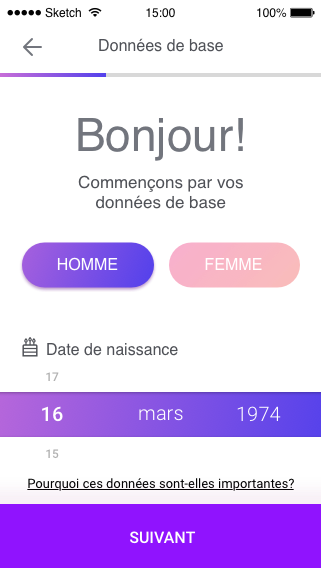 Sketch 15:00 100%
Données de base
Bonjour!
Commençons par vos
données de base
HOMME FEMME
Date de naissance
17
16 mars 1974
15
Pourquoi ces données sont-elles importantes?
SUIVANT